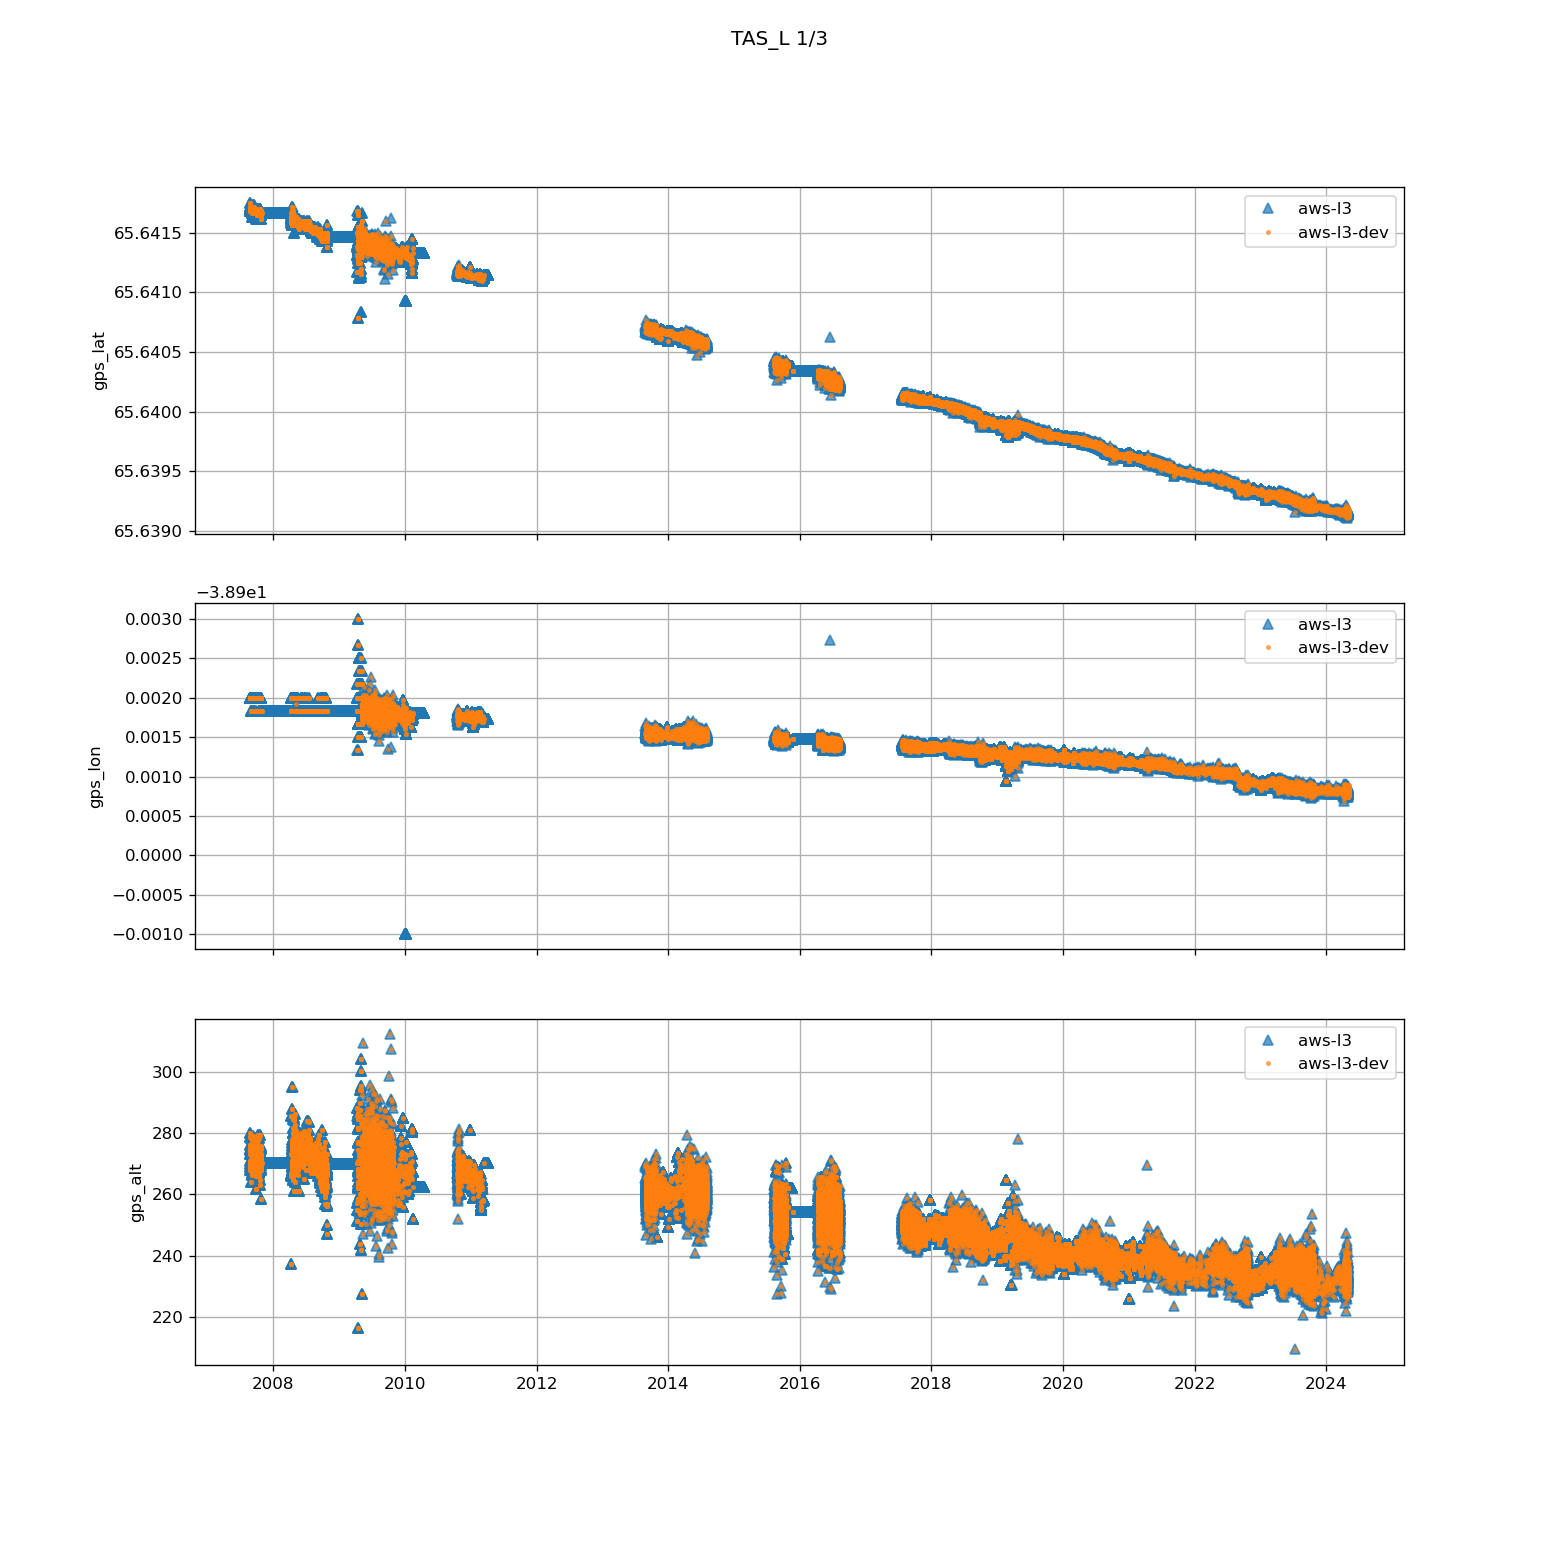 TAS_L 1/3
aws-l3
aws-l3-dev
65.6415
65.6410
65.6405
65.6400
65.6395
65.6390
gps_lat
−3.89e1
aws-l3
aws-l3-dev
0.0030
0.0025
0.0020
0.0015
0.0010
0.0005
0.0000
−0.0005
−0.0010
gps_lon
aws-l3
aws-l3-dev
300
280
260
240
220
gps_alt
2008 2010 2012 2014 2016 2018 2020 2022 2024